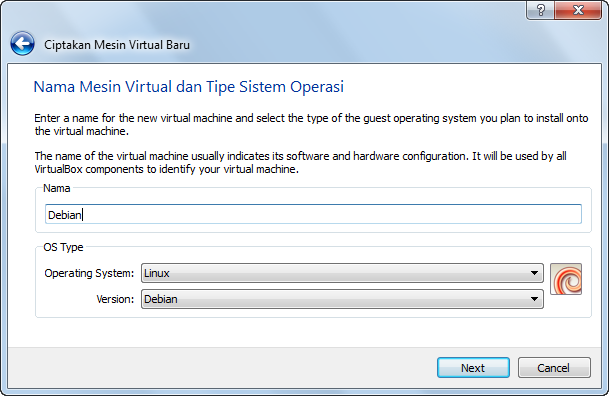 Ciptakan Mesin Virtual Baru
Nama Mesin Virtual dan Tipe Sistem Operasi
Enter a name for the new virtual machine and select the type of the guest operating system you plan to install onto
the virtual machine.
The name of the virtual machine usually indicates its software and hardware configuration. It will be used by all
VirtualBox components to identify your virtual machine.
Nama
Debian
OS Type
Operating System: Linux
Version: Debian
Next Cancel